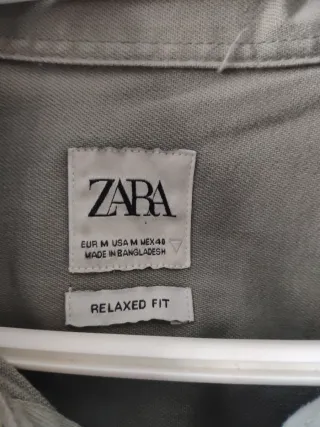 ZARA
EUR M USA M MEX 40
MADE IN BANGLADESH
RELAXED FIT